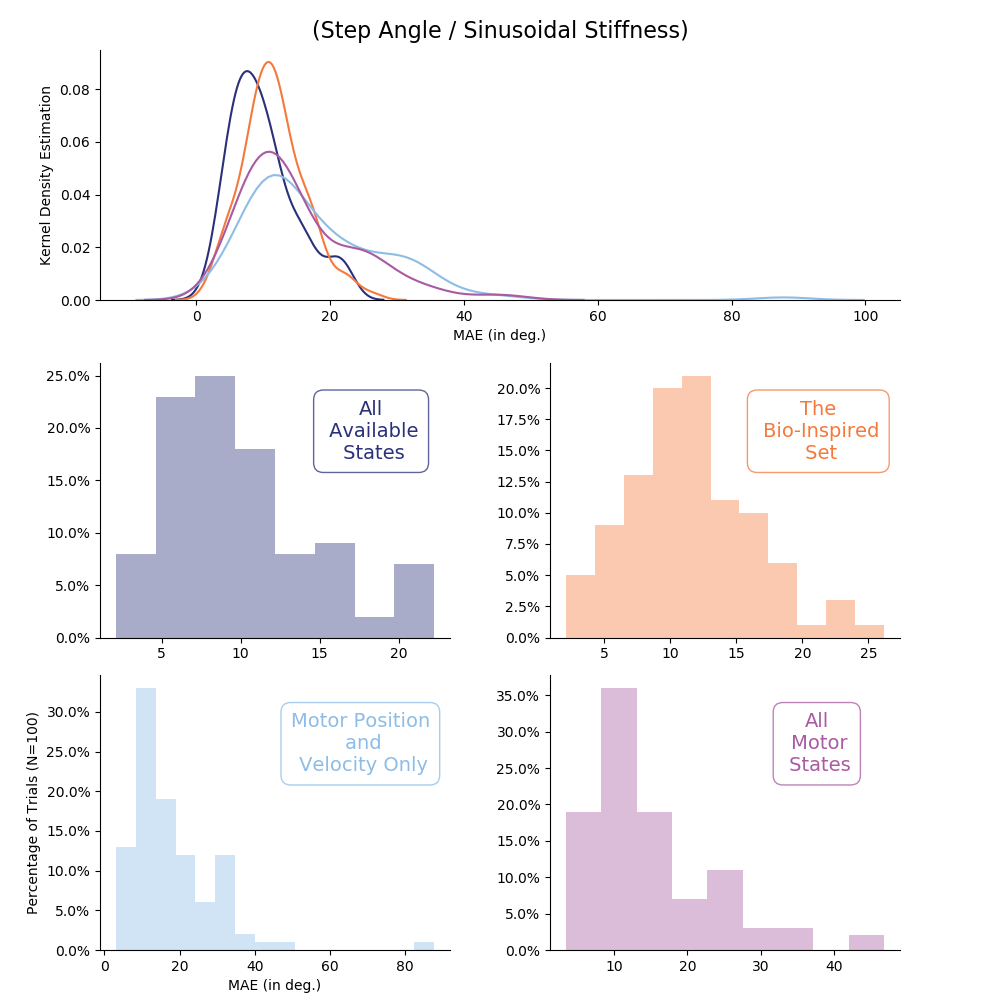 (Step Angle / Sinusoidal Stiffness)
Kernel Density Estimation
0.08
0.06
0.04
0.02
0.00
0 20 40 60 80 100
MAE (in deg.)
25.0%
20.0%
15.0%
10.0%
5.0%
0.0%
5 10 15 20
All
Available
States
20.0%
17.5%
15.0%
12.5%
10.0%
7.5%
5.0%
2.5%
0.0%
5 10 15 20 25
The
Bio-Inspired
Set
Percentage of Trials (N=100)
30.0%
25.0%
20.0%
15.0%
10.0%
5.0%
0.0%
0 20 40 60 80
MAE (in deg.)
Motor Position
and
Velocity Only
35.0%
30.0%
25.0%
20.0%
15.0%
10.0%
5.0%
0.0%
10 20 30 40
All
Motor
States